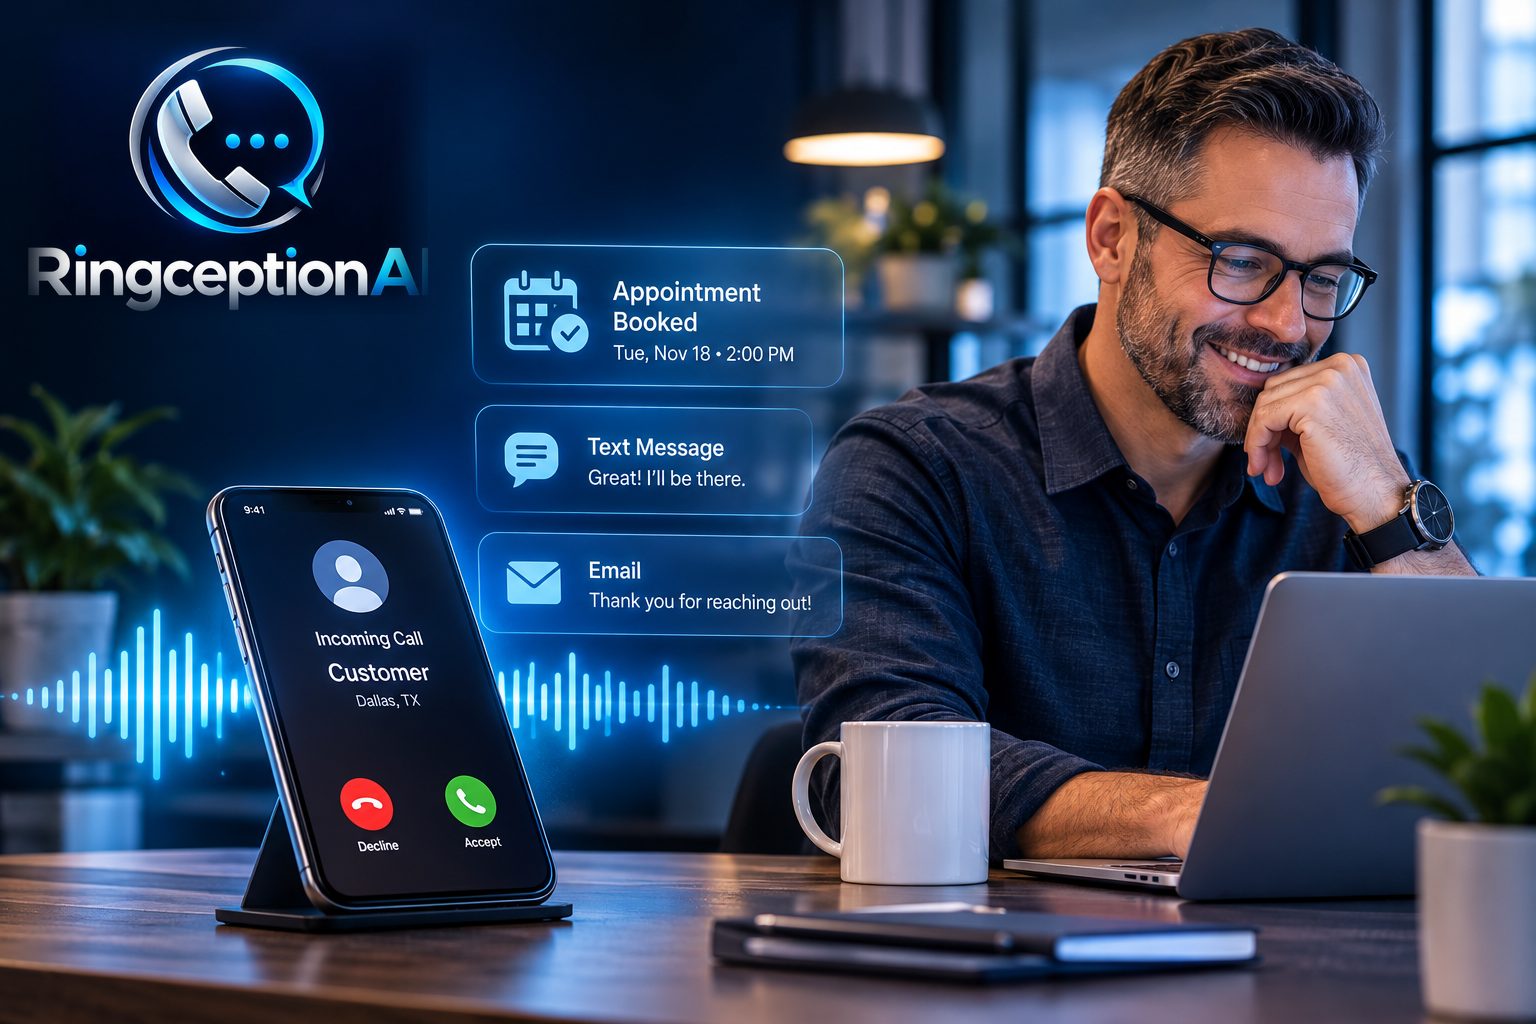 RingceptionAI
Appointment
Booked
Tue, Nov 18 • 2:00 PM
Text Message
Great! I'll be there.
Email
Thank you for reaching out!
9:41
Incoming Call
Customer
Dallas, TX
Decline
Accept